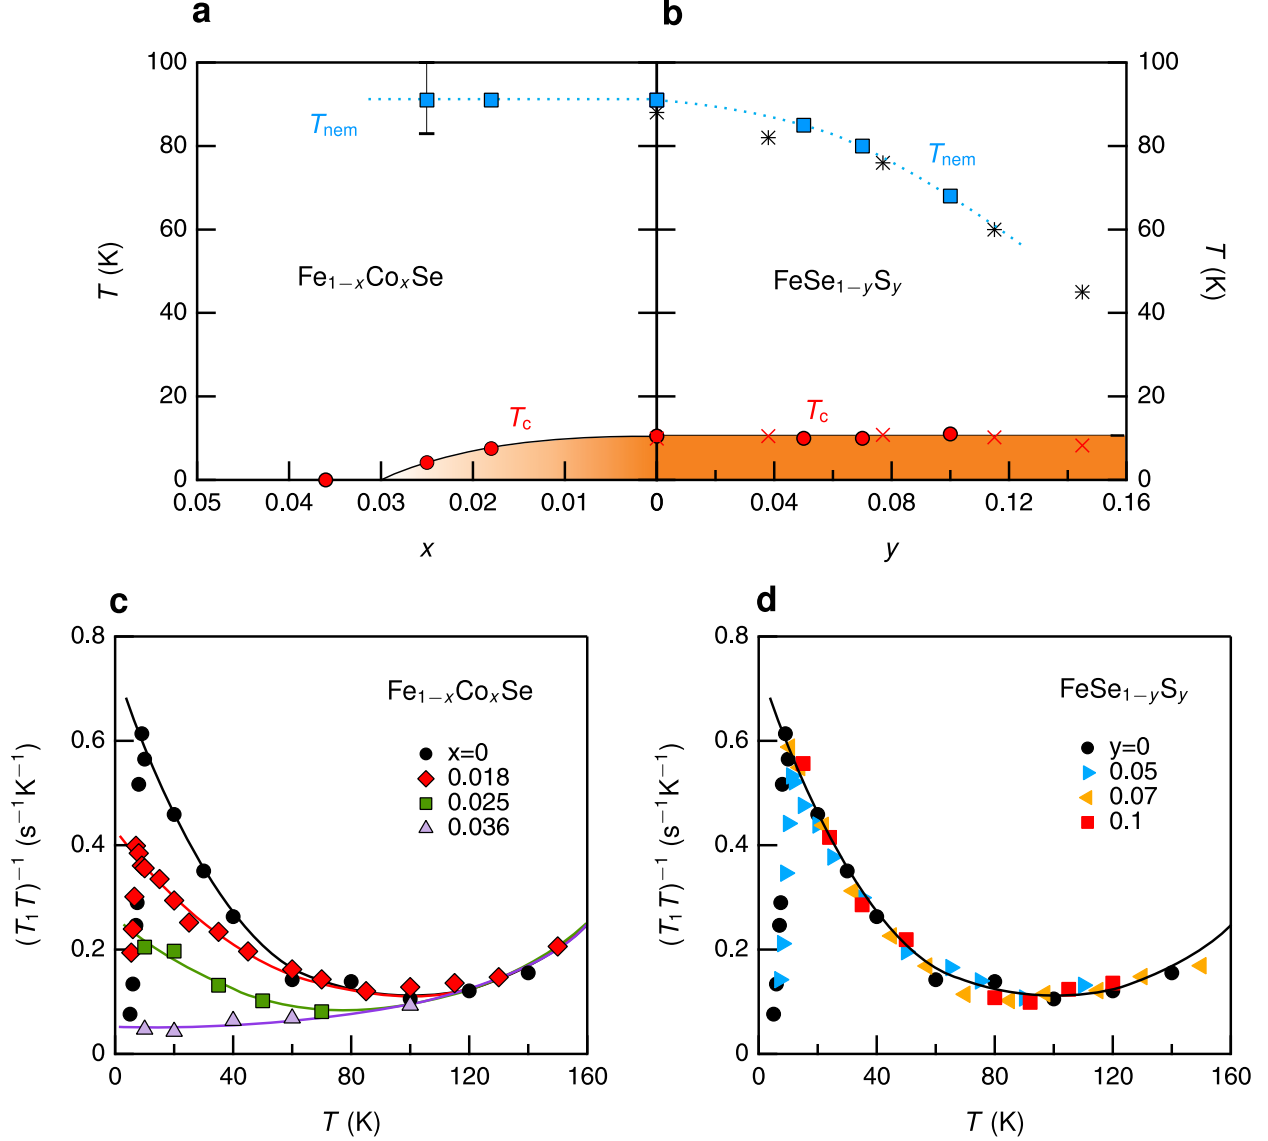 a
b
100
80
60
40
20
0
T (K)
0.05
0.04
0.03
0.02
0.01
0
0.04
0.08
0.12
0.16
x
y
100
80
60
40
20
0
T (K)
Tnem
Tnem
Fe1−xCoxSe
FeSe1−ySy
Tc
Tc
c
d
0.8
0.6
0.4
0.2
0
(T1T)−1 (s−1K−1)
Fe1−xCoxSe
x=0
0.018
0.025
0.036
0
40
80
120
160
T (K)
0.8
0.6
0.4
0.2
0
(T1T)−1 (s−1K−1)
FeSe1−ySy
y=0
0.05
0.07
0.1
0
40
80
120
160
T (K)